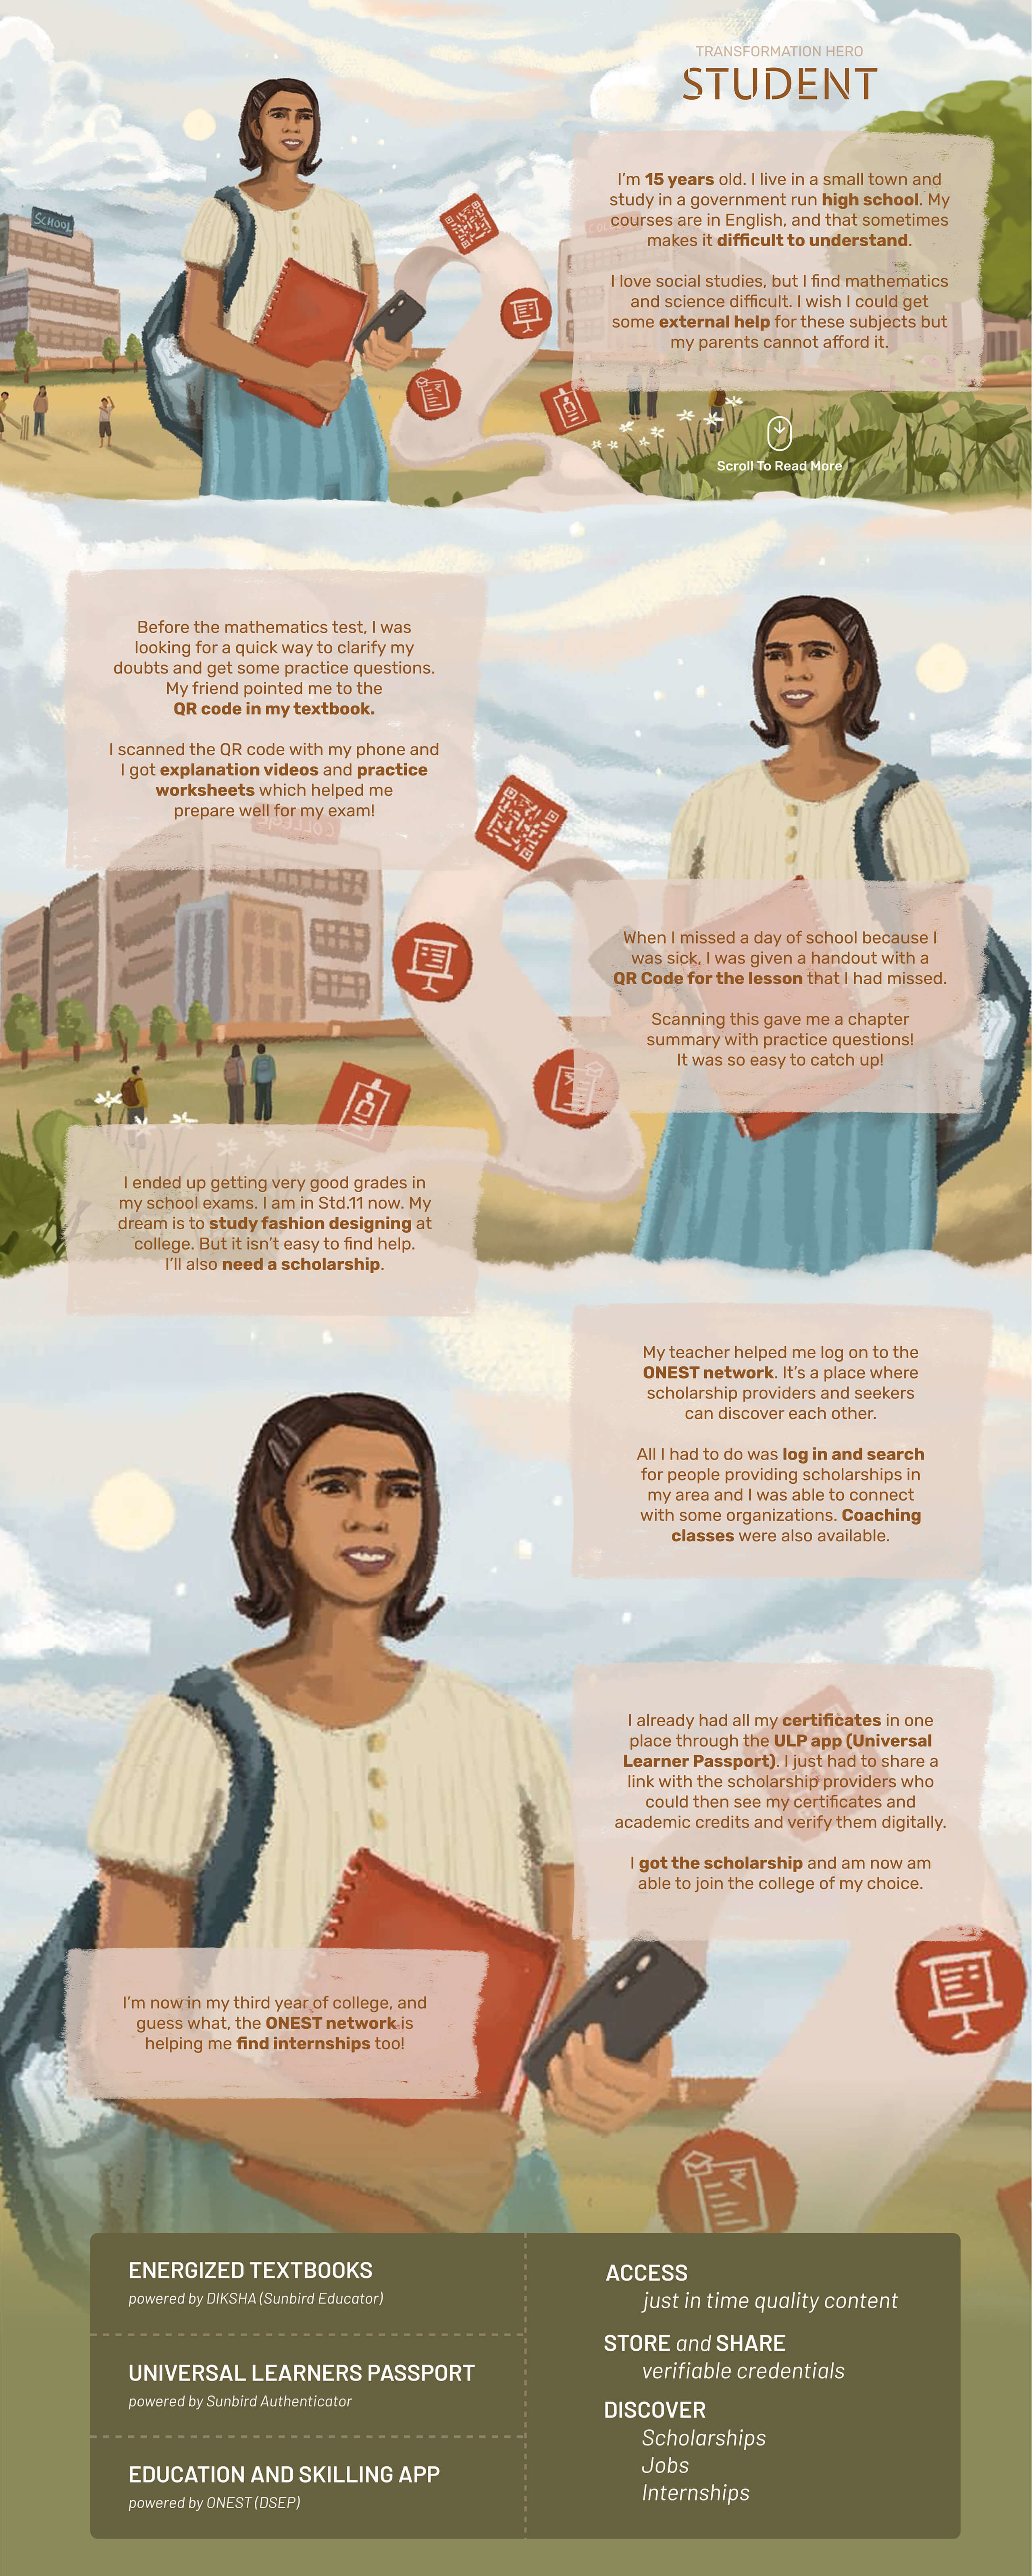 TRANSFORMATION HERO
STUDENT
SCHOOL
I'm 15 years old. I live in a small town and
study in a government run high school. My
courses are in English, and that sometimes
makes it difficult to understand.
I love social studies, but I find mathematics
and science difficult. I wish I could get
some external help for these subjects but
my parents cannot afford it.
Scroll To Read More
Before the mathematics test, I was
looking for a quick way to clarify my
doubts and get some practice questions.
My friend pointed me to the
QR code in my textbook.
I scanned the QR code with my phone and
I got explanation videos and practice
worksheets which helped me
prepare well for my exam!
COLLEGE
When I missed a day of school because I
was sick, I was given a handout with a
QR Code for the lesson that I had missed.
Scanning this gave me a chapter
summary with practice questions!
It was so easy to catch up!
I ended up getting very good grades in
my school exams. I am in Std.11 now. My
dream is to study fashion designing at
college. But it isn't easy to find help.
I'll also need a scholarship.
My teacher helped me log on to the
ONEST network. It's a place where
scholarship providers and seekers
can discover each other.
All I had to do was log in and search
for people providing scholarships in
my area and I was able to connect
with some organizations. Coaching
classes were also available.
I already had all my certificates in one
place through the ULP app (Universal
Learner Passport). I just had to share a
link with the scholarship providers who
could then see my certificates and
academic credits and verify them digitally.
I got the scholarship and am now am
able to join the college of my choice.
I'm now in my third year of college, and
guess what, the ONEST network is
helping me find internships too!
ENERGIZED TEXTBOOKS
powered by DIKSHA (Sunbird Educator)
UNIVERSAL LEARNERS PASSPORT
powered by Sunbird Authenticator
EDUCATION AND SKILLING APP
powered by ONEST (DSEP)
ACCESS
just in time quality content
STORE and SHARE
verifiable credentials
DISCOVER
Scholarships
Jobs
Internships